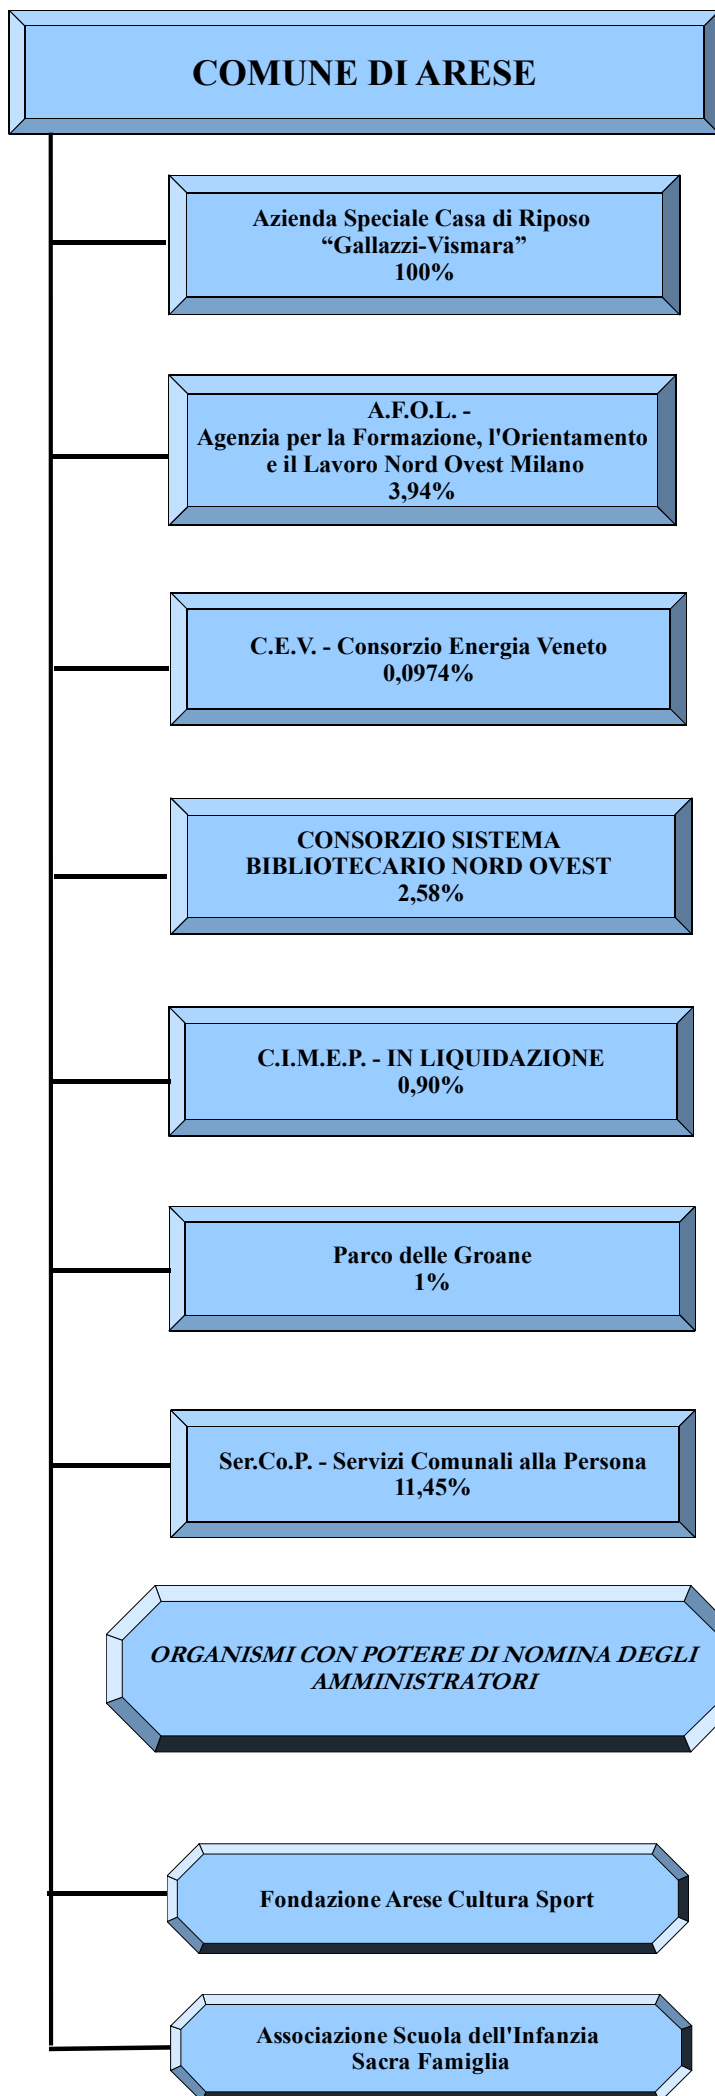 COMUNE DI ARESE
Azienda Speciale Casa di Riposo
“Gallazzi-Vismara”
100%
A.F.O.L. -
Agenzia per la Formazione, l'Orientamento
e il Lavoro Nord Ovest Milano
3,94%
C.E.V. - Consorzio Energia Veneto
0,0974%
CONSORZIO SISTEMA
BIBLIOTECARIO NORD OVEST
2,58%
C.I.M.E.P. - IN LIQUIDAZIONE
0,90%
Parco delle Groane
1%
Ser.Co.P. - Servizi Comunali alla Persona
11,45%
ORGANISMI CON POTERE DI NOMINA DEGLI
AMMINISTRATORI
Fondazione Arese Cultura Sport
Associazione Scuola dell'Infanzia
Sacra Famiglia